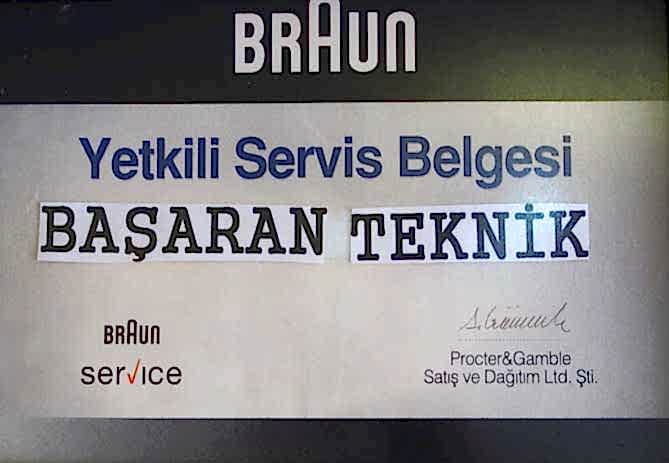 BRAUN
Yetkili Servis Belgesi
BAŞARAN TEKNİK
BRAUN
service
Procter&Gamble
Satış ve Dağıtım Ltd. Şti.